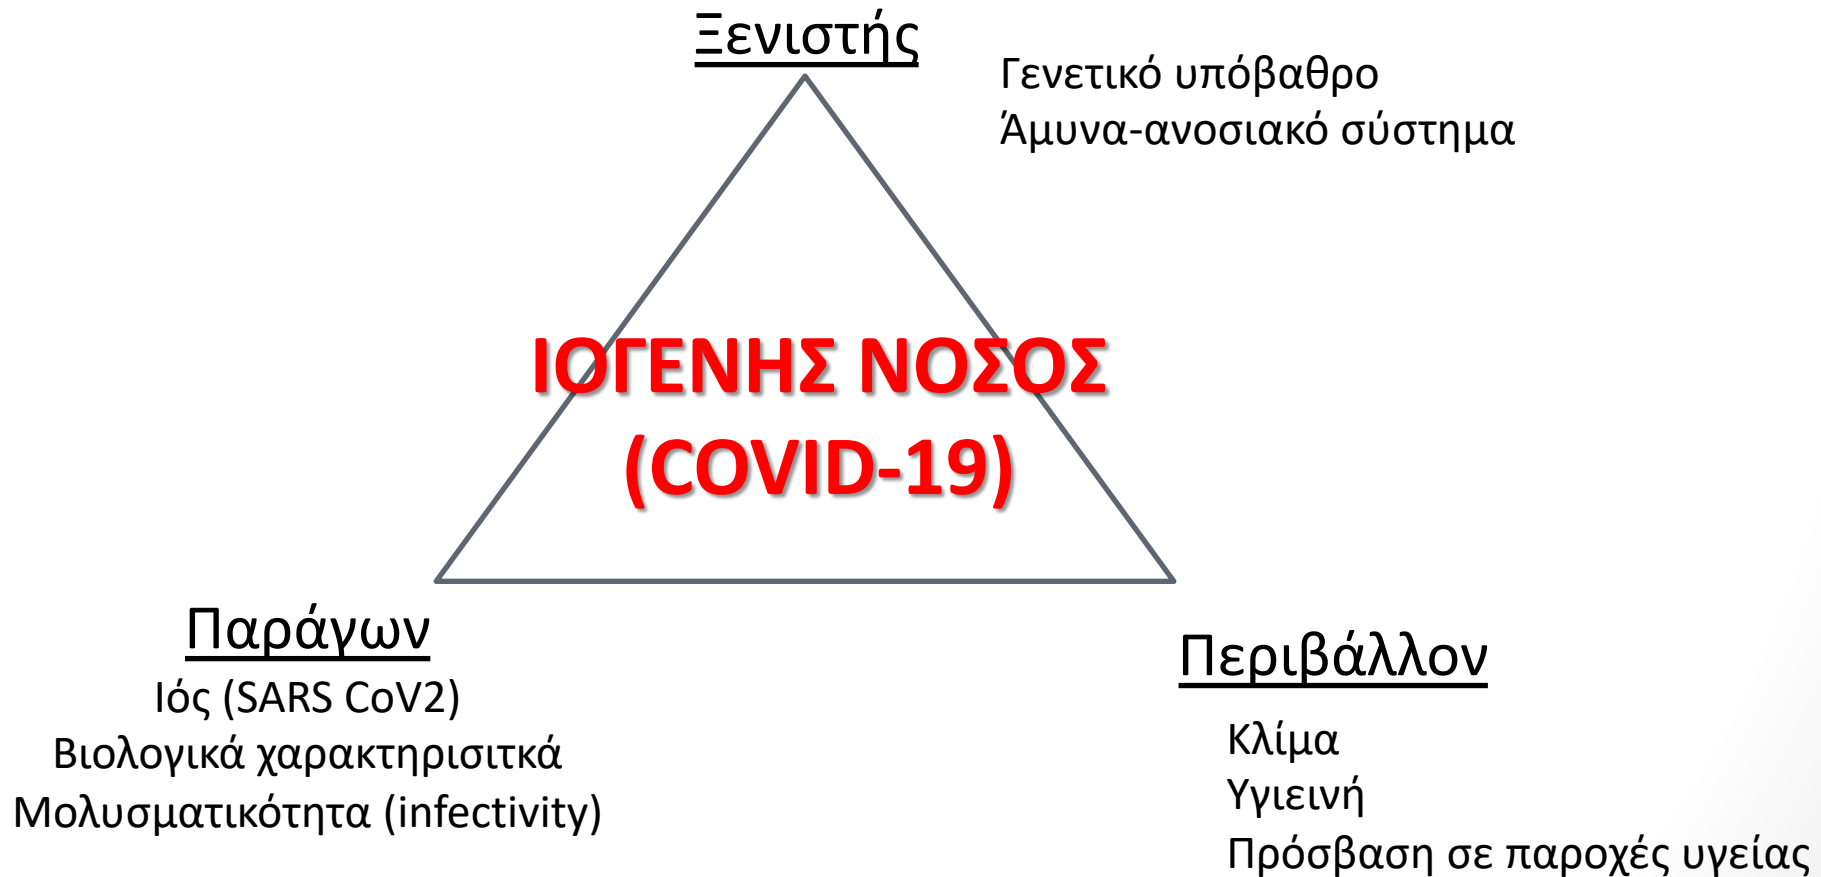 Ξενιστής
Γενετικό υπόβαθρο
Άμυνα-ανοσιακό σύστημα
ΙΟΓΕΝΗΣ ΝΟΣΟΣ
(COVID-19)
Παράγων
Ιός (SARS CoV2)
Βιολογικά χαρακτηρισιτκά
Μολυσματικότητα (infectivity)
Περιβάλλον
Κλίμα
Υγιεινή
Πρόσβαση σε παροχές υγείας